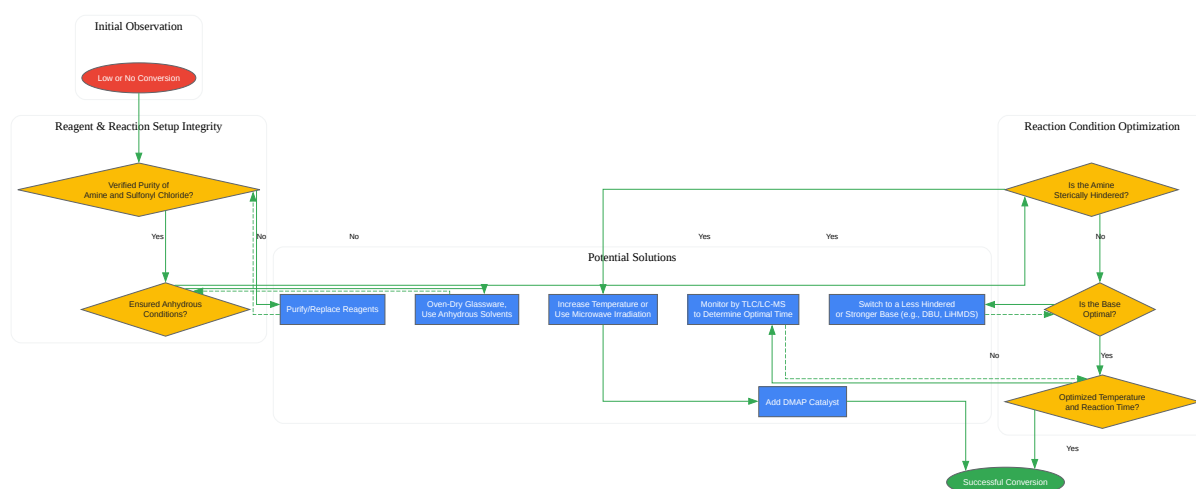 Initial Observation
Low or No Conversion
Reagent & Reaction Setup Integrity
Reaction Condition Optimization
Verified Purity of
Amine and Sulfonyl Chloride?
Is the Amine
Sterically Hindered?
Yes
No
No
Yes
Yes
No
Potential Solutions
Ensured Anhydrous
Conditions?
Purify/Replace Reagents
Oven-Dry Glassware,
Use Anhydrous Solvents
Increase Temperature or
Use Microwave Irradiation
Monitor by TLC/LC-MS
to Determine Optimal Time
Switch to a Less Hindered
or Stronger Base (e.g., DBU, LiHMDS)
Is the Base
Optimal?
No
Yes
Add DMAP Catalyst
Optimized Temperature
and Reaction Time?
Yes
Successful Conversion